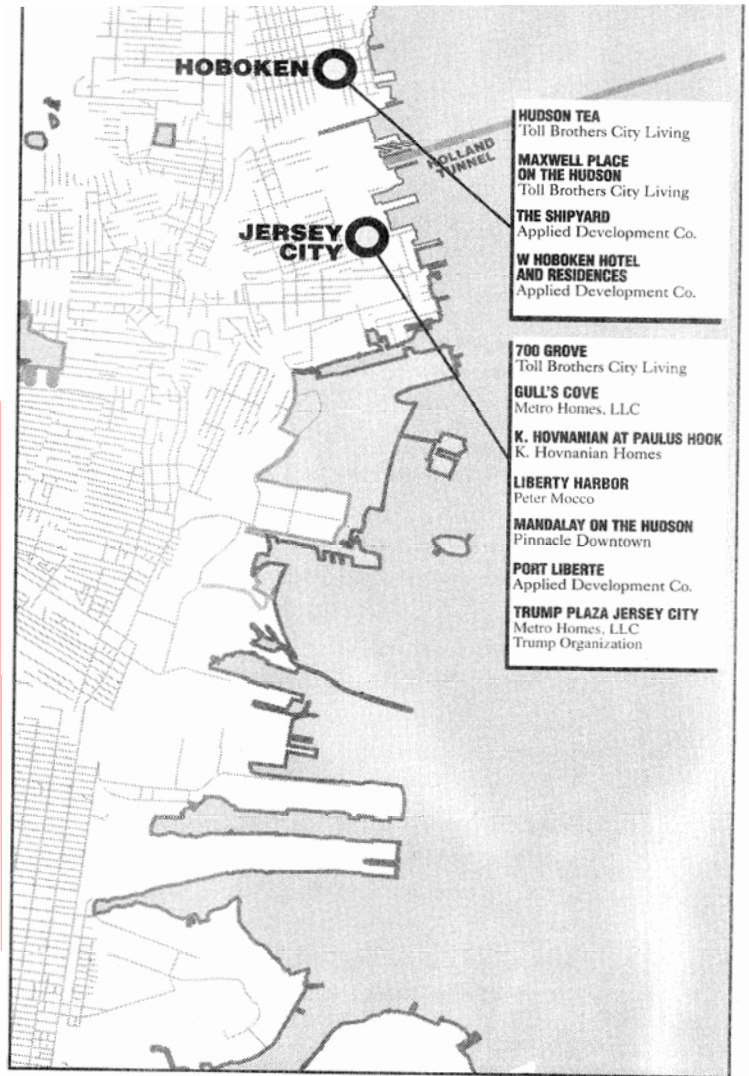 HOBOKEN
HUDSON TEA
Toll Brothers City Living
MAXWELL PLACE
ON THE HUDSON
Toll Brothers City Living
THE SHIPYARD
Applied Development Co.
W HOBOKEN HOTEL
AND RESIDENCES
Applied Development Co.
HOLLAND
TUNNEL
JERSEY
CITY
700 GROVE
Toll Brothers City Living
GULL'S COVE
Metro Homes, LLC
K. HOVNANIAN AT PAULUS HOOK
K. Hovnanian Homes
LIBERTY HARBOR
Peter Mocco
MANDALAY ON THE HUDSON
Pinnacle Downtown
PORT LIBERTE
Applied Development Co.
TRUMP PLAZA JERSEY CITY
Metro Homes, LLC
Trump Organization